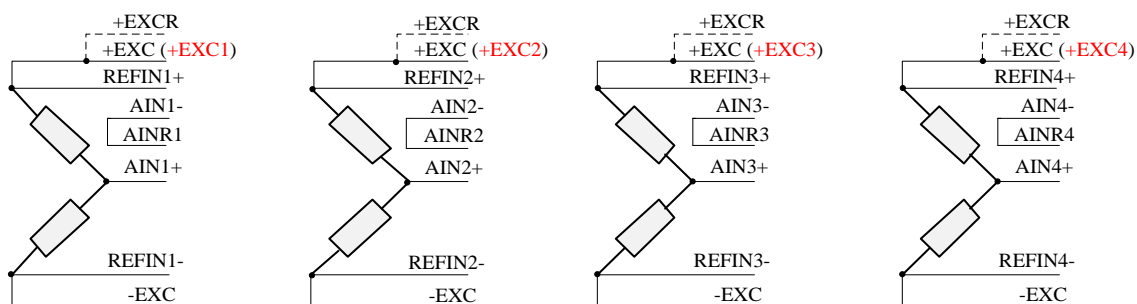 +EXCR
+EXC (+EXC1)
REFIN1+
AIN1-
AINR1
AIN1+
REFIN1-
-EXC
+EXCR
+EXC (+EXC2)
REFIN2+
AIN2-
AINR2
AIN2+
REFIN2-
-EXC
+EXCR
+EXC (+EXC3)
REFIN3+
AIN3-
AINR3
AIN3+
REFIN3-
-EXC
+EXCR
+EXC (+EXC4)
REFIN4+
AIN4-
AINR4
AIN4+
REFIN4-
-EXC